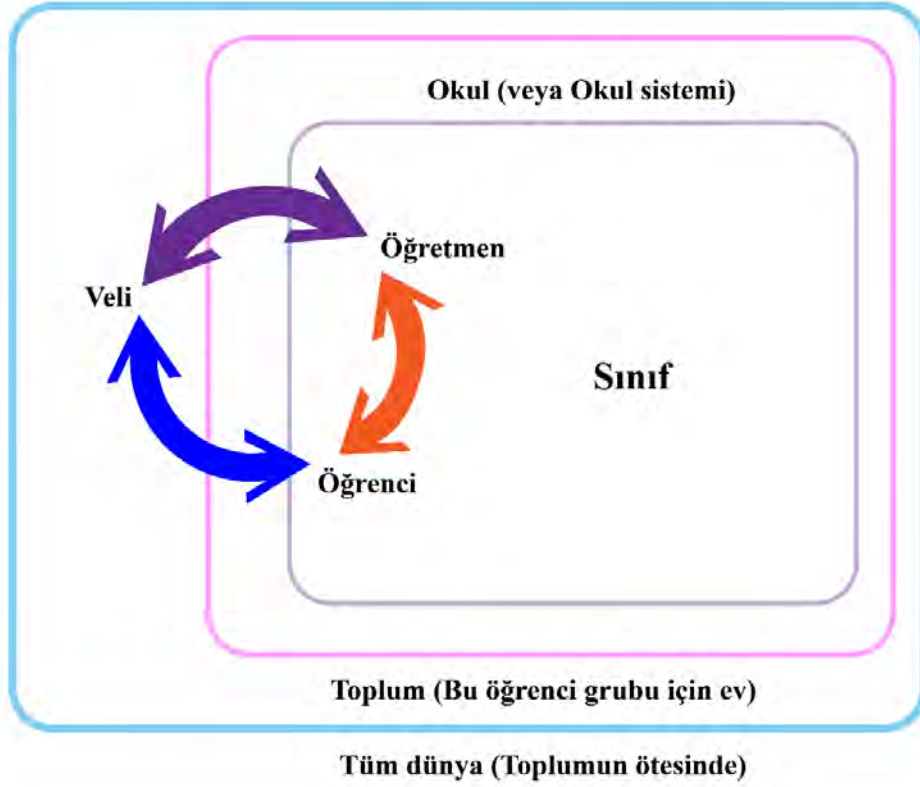 Okul (veya Okul sistemi)
Öğretmen
Veli
Sınıf
Öğrenci
Toplum (Bu öğrenci grubu için ev)
Tüm dünya (Toplumun ötesinde)